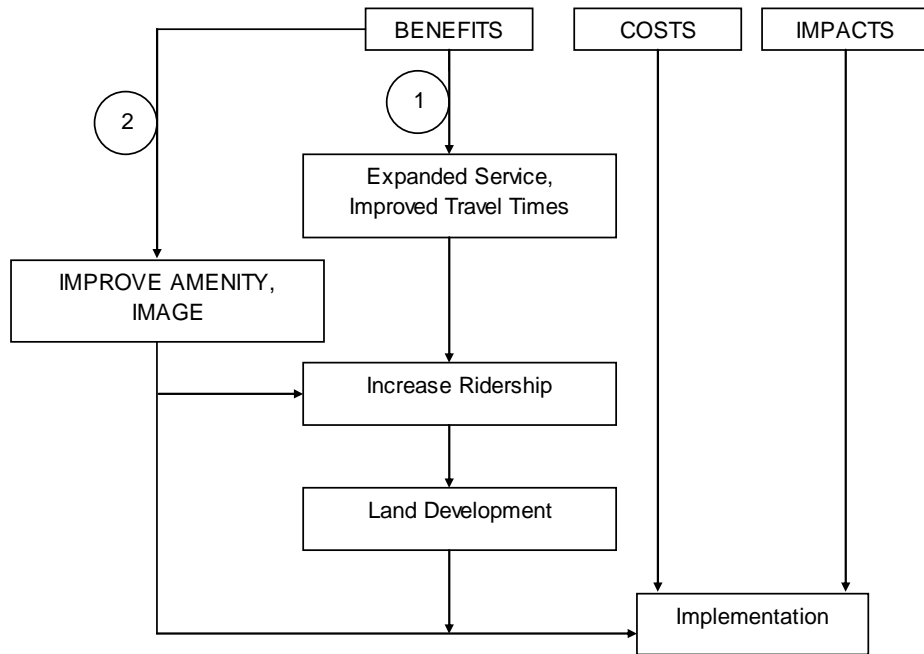 BENEFITS
COSTS
IMPACTS
1
2
Expanded Service,
Improved Travel Times
IMPROVE AMENITY,
IMAGE
Increase Ridership
Land Development
Implementation